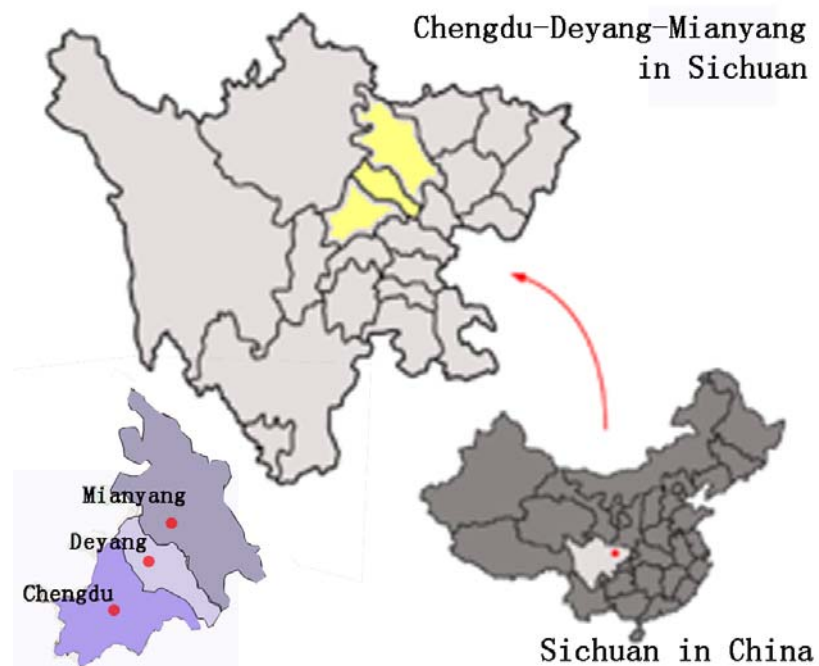 Chengdu-Deyang-Mianyang
in Sichuan
Mianyang
Deyang
Chengdu
Sichuan in China